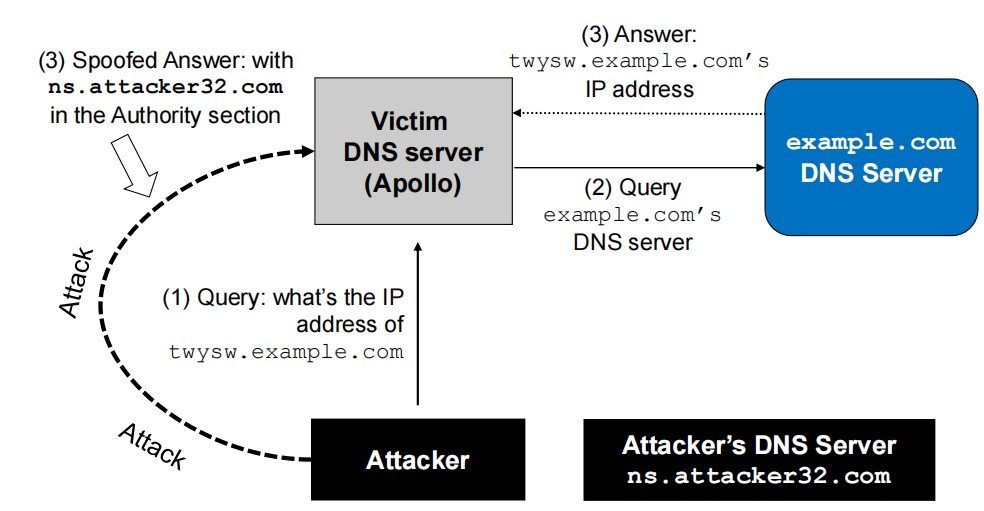 (3) Spoofed Answer: with
ns.attacker32.com
in the Authority section
(3) Answer:
twysw.example.com’s
IP address
Victim
DNS server
(Apollo)
example.com
DNS Server
(2) Query
example.com’s
DNS server
Attack
(1) Query: what’s the IP
address of
twysw.example.com
Attack
Attacker
Attacker’s DNS Server
ns.attacker32.com